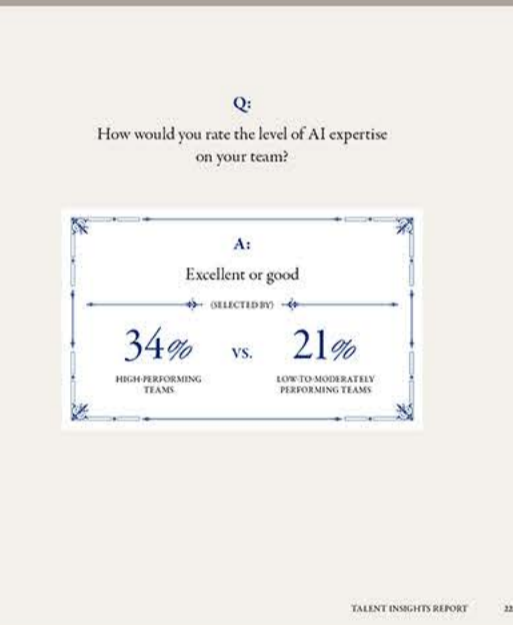 Q:
How would you rate the level of AI expertise
on your team?
A:
Excellent or good
(SELECTED BY)
34% vs. 21%
HIGH-PERFORMING LOW-TO-MODERATELY
TEAMS PERFORMING TEAMS
TALENT INSIGHTS REPORT 22